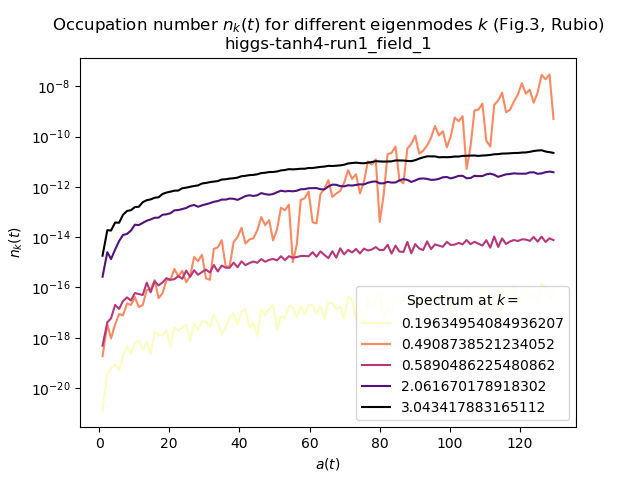 Occupation number n_k(t) for different eigenmodes k (Fig.3, Rubio)
higgs-tanh4-run1_field_1
n_k(t)
10^{-8}
10^{-10}
10^{-12}
10^{-14}
10^{-16}
10^{-18}
10^{-20}
Spectrum at k =
0.19634954084936207
0.4908738521234052
0.5890486225480862
2.061670178918302
3.043417883165112
0 20 40 60 80 100 120
a(t)